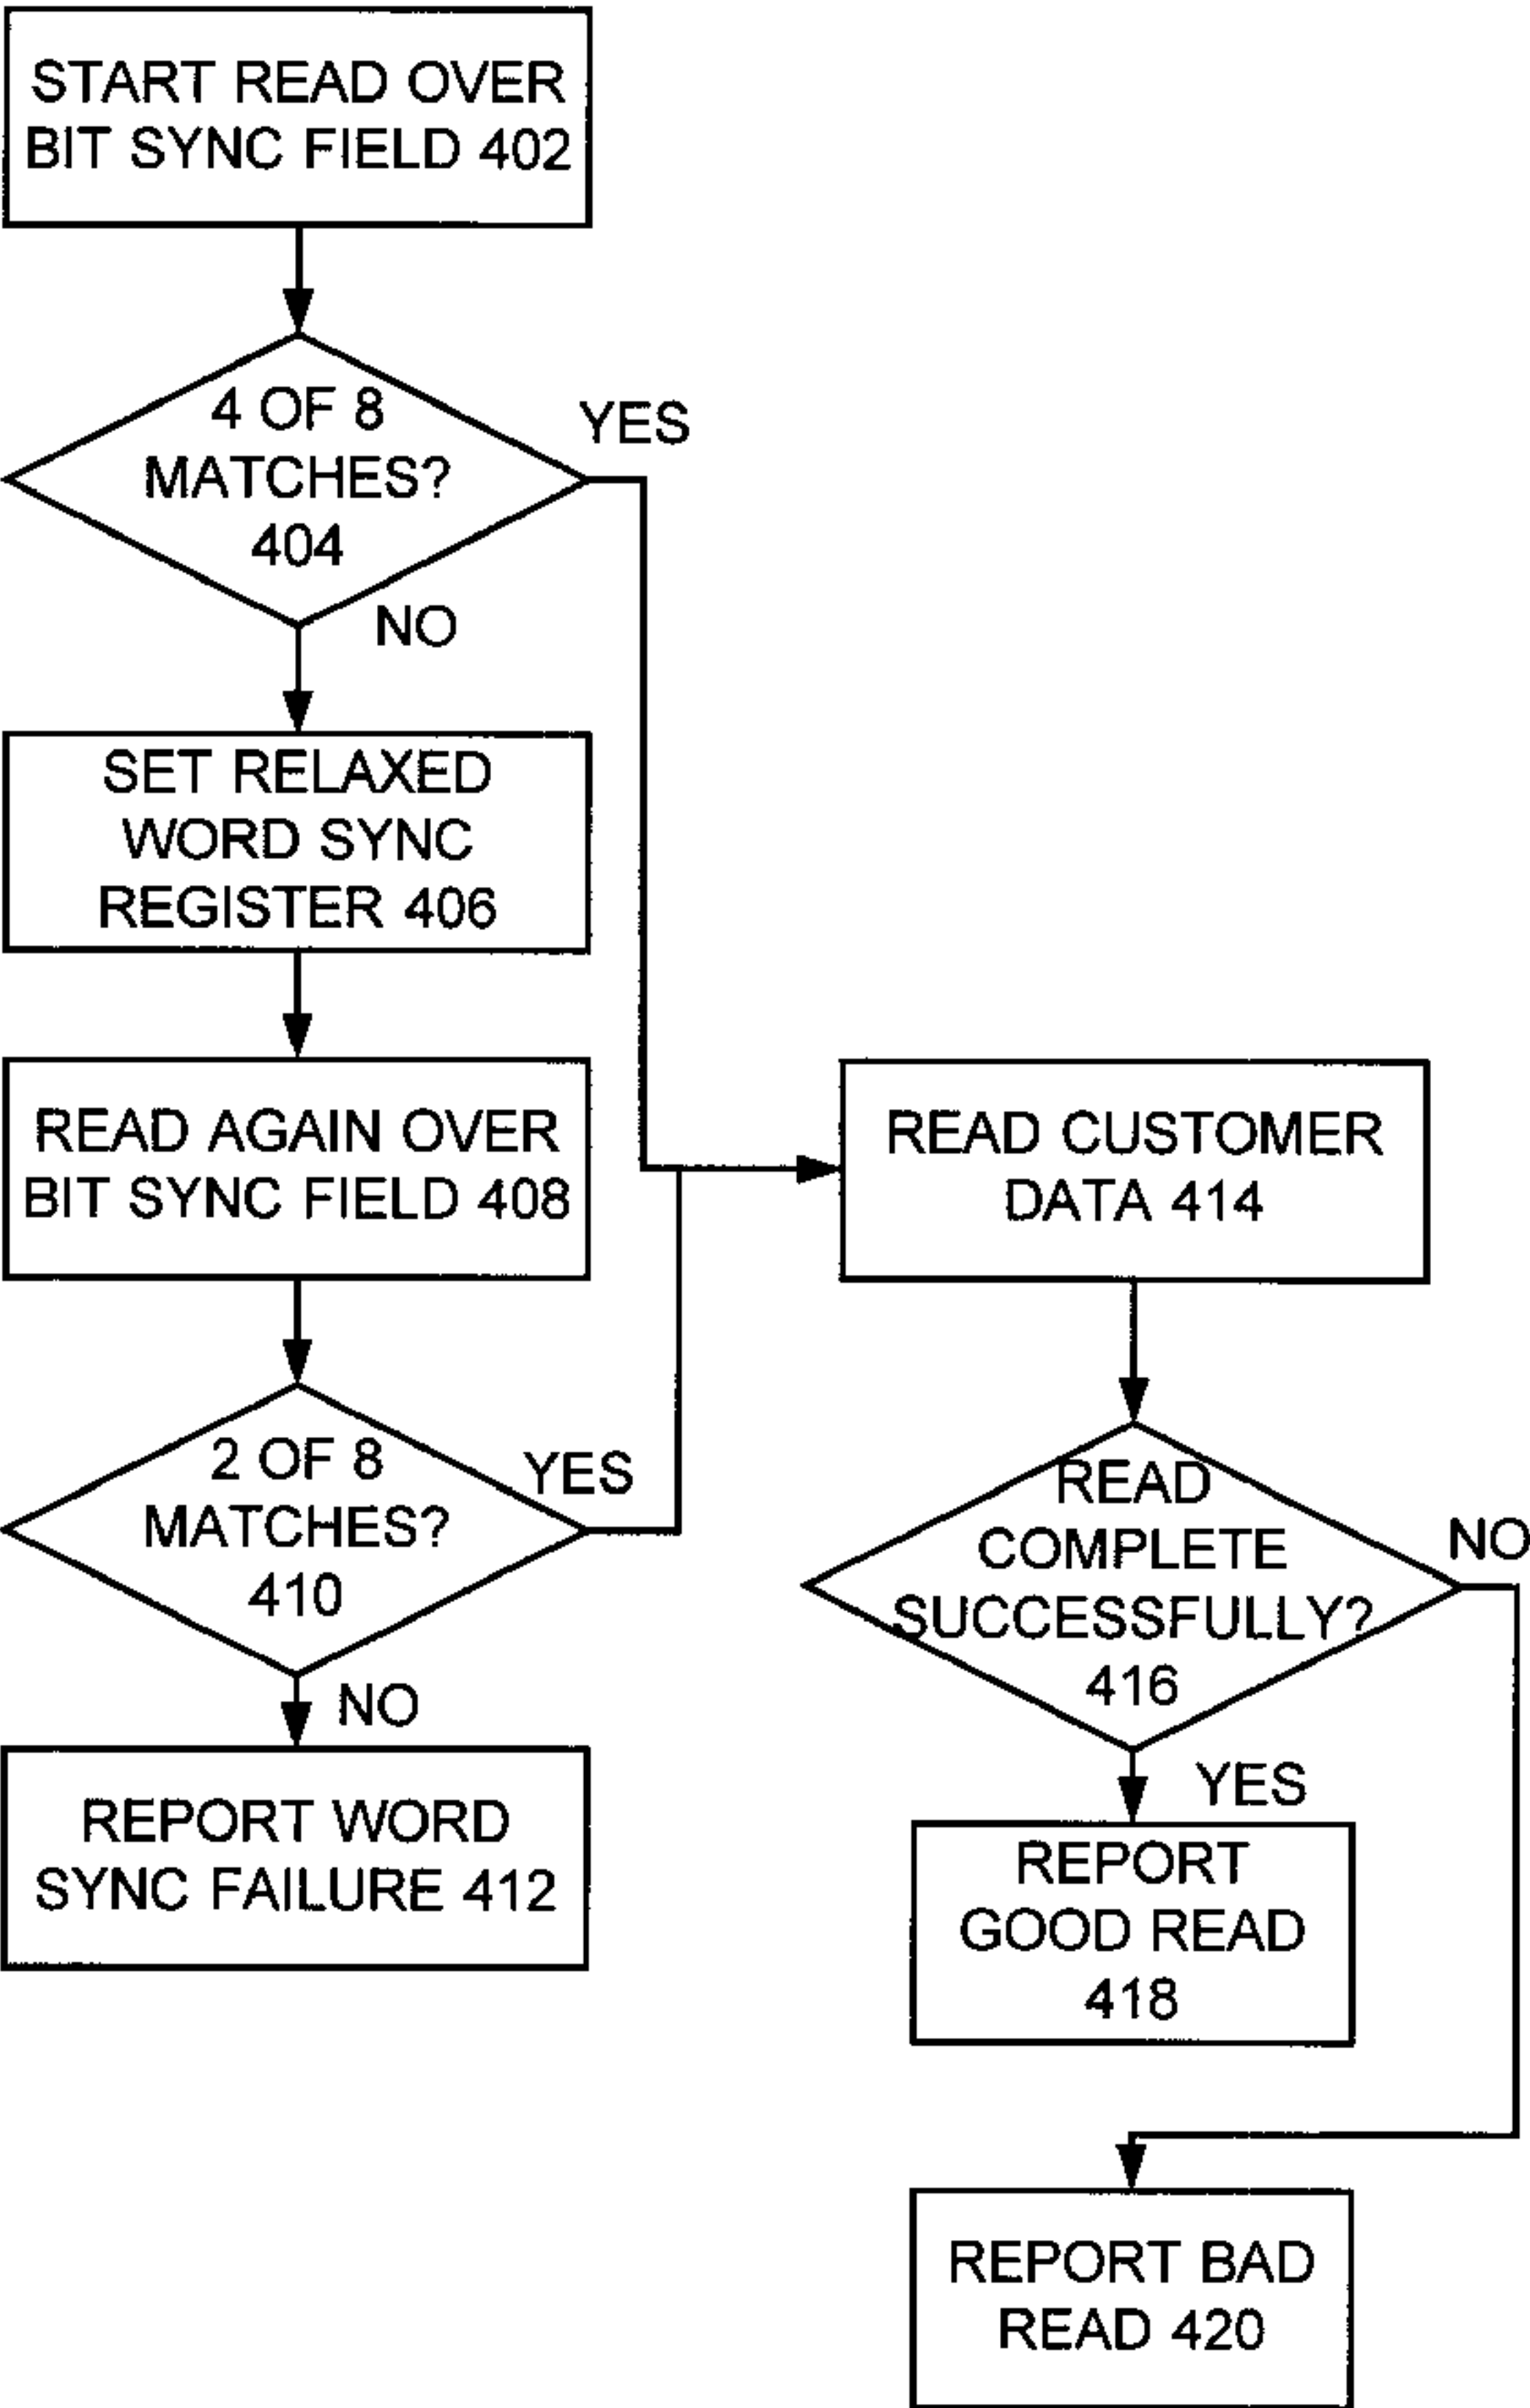 START READ OVER
BIT SYNC FIELD 402
4 OF 8
MATCHES?
404
YES
NO
SET RELAXED
WORD SYNC
REGISTER 406
READ AGAIN OVER
BIT SYNC FIELD 408
2 OF 8
MATCHES?
410
YES
NO
REPORT WORD
SYNC FAILURE 412
READ CUSTOMER
DATA 414
READ
COMPLETE
SUCCESSFULLY?
416
NO
YES
REPORT
GOOD READ
418
REPORT BAD
READ 420